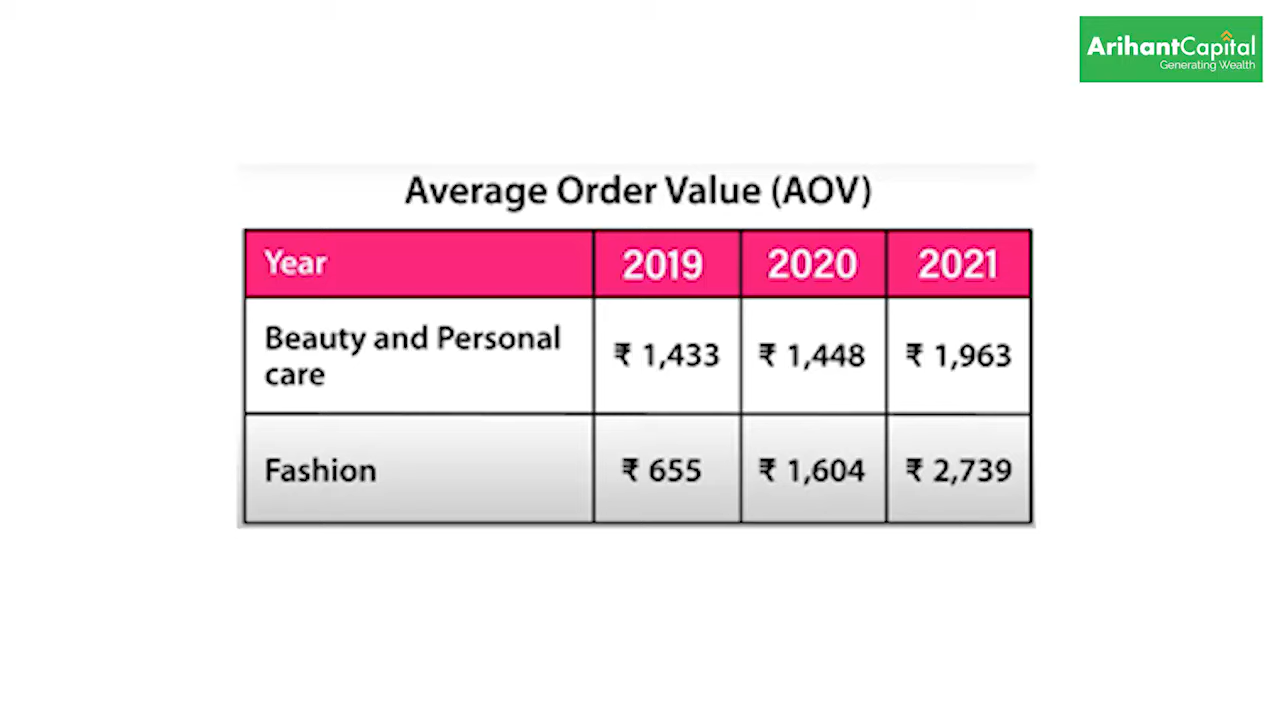 ArihantCapital
Generating Wealth
Average Order Value (AOV)
Year 2019 2020 2021
Beauty and Personal
care ₹ 1,433 ₹ 1,448 ₹ 1,963
Fashion ₹ 655 ₹ 1,604 ₹ 2,739